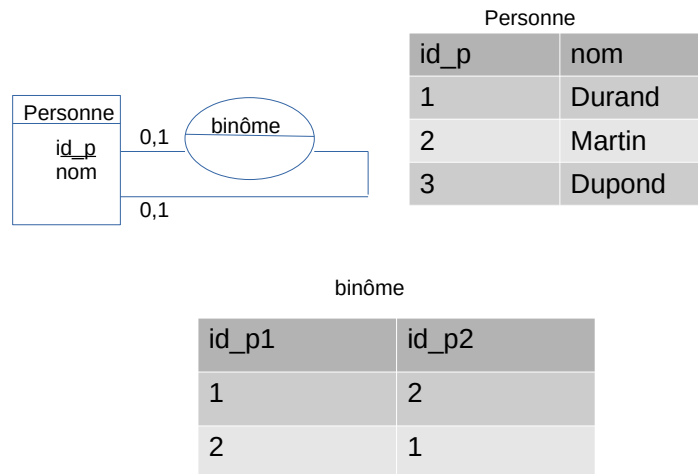 Personne
id_p
nom
0,1
binôme
0,1
Personne
id_p nom
1 Durand
2 Martin
3 Dupond
binôme
id_p1 id_p2
1 2
2 1